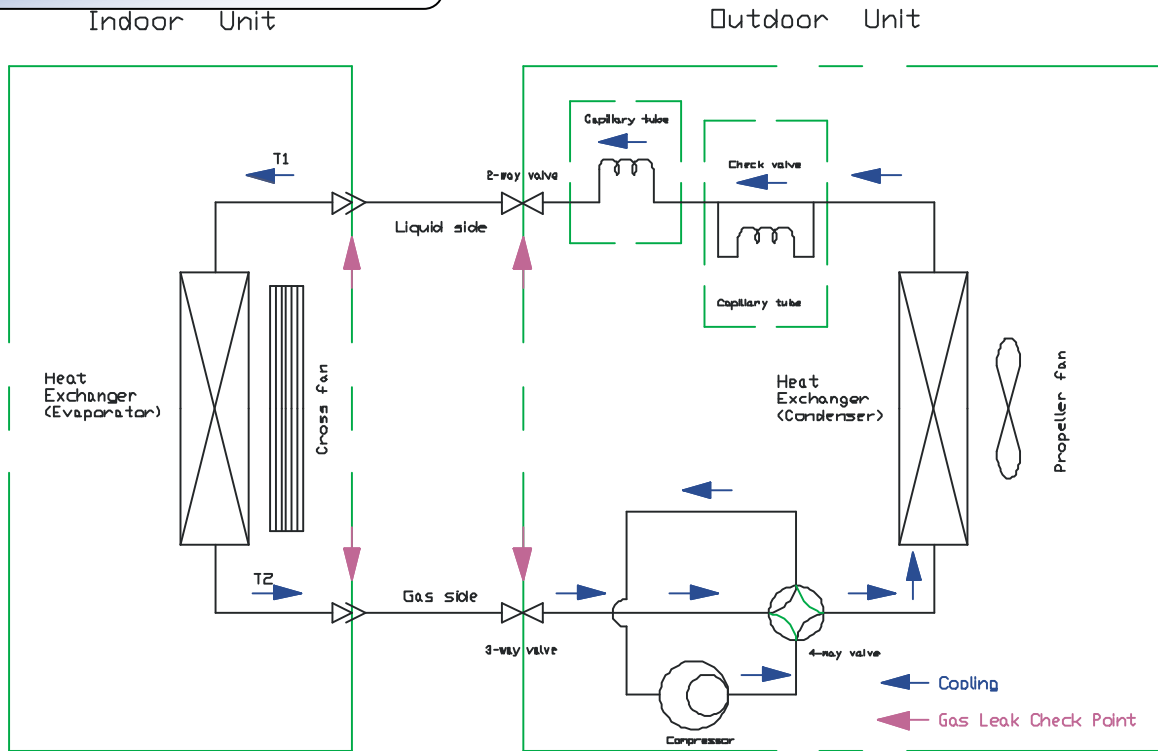 Indoor Unit
Outdoor Unit
Capillary tube
T1
2-way valve
Check valve
Liquid side
Capillary tube
Heat
Exchanger
(Evaporator)
Cross fan
Heat
Exchanger
(Condenser)
Propeller fan
T2
Gas side
3-way valve
4-way valve
Compressor
Cooling
Gas Leak Check Point